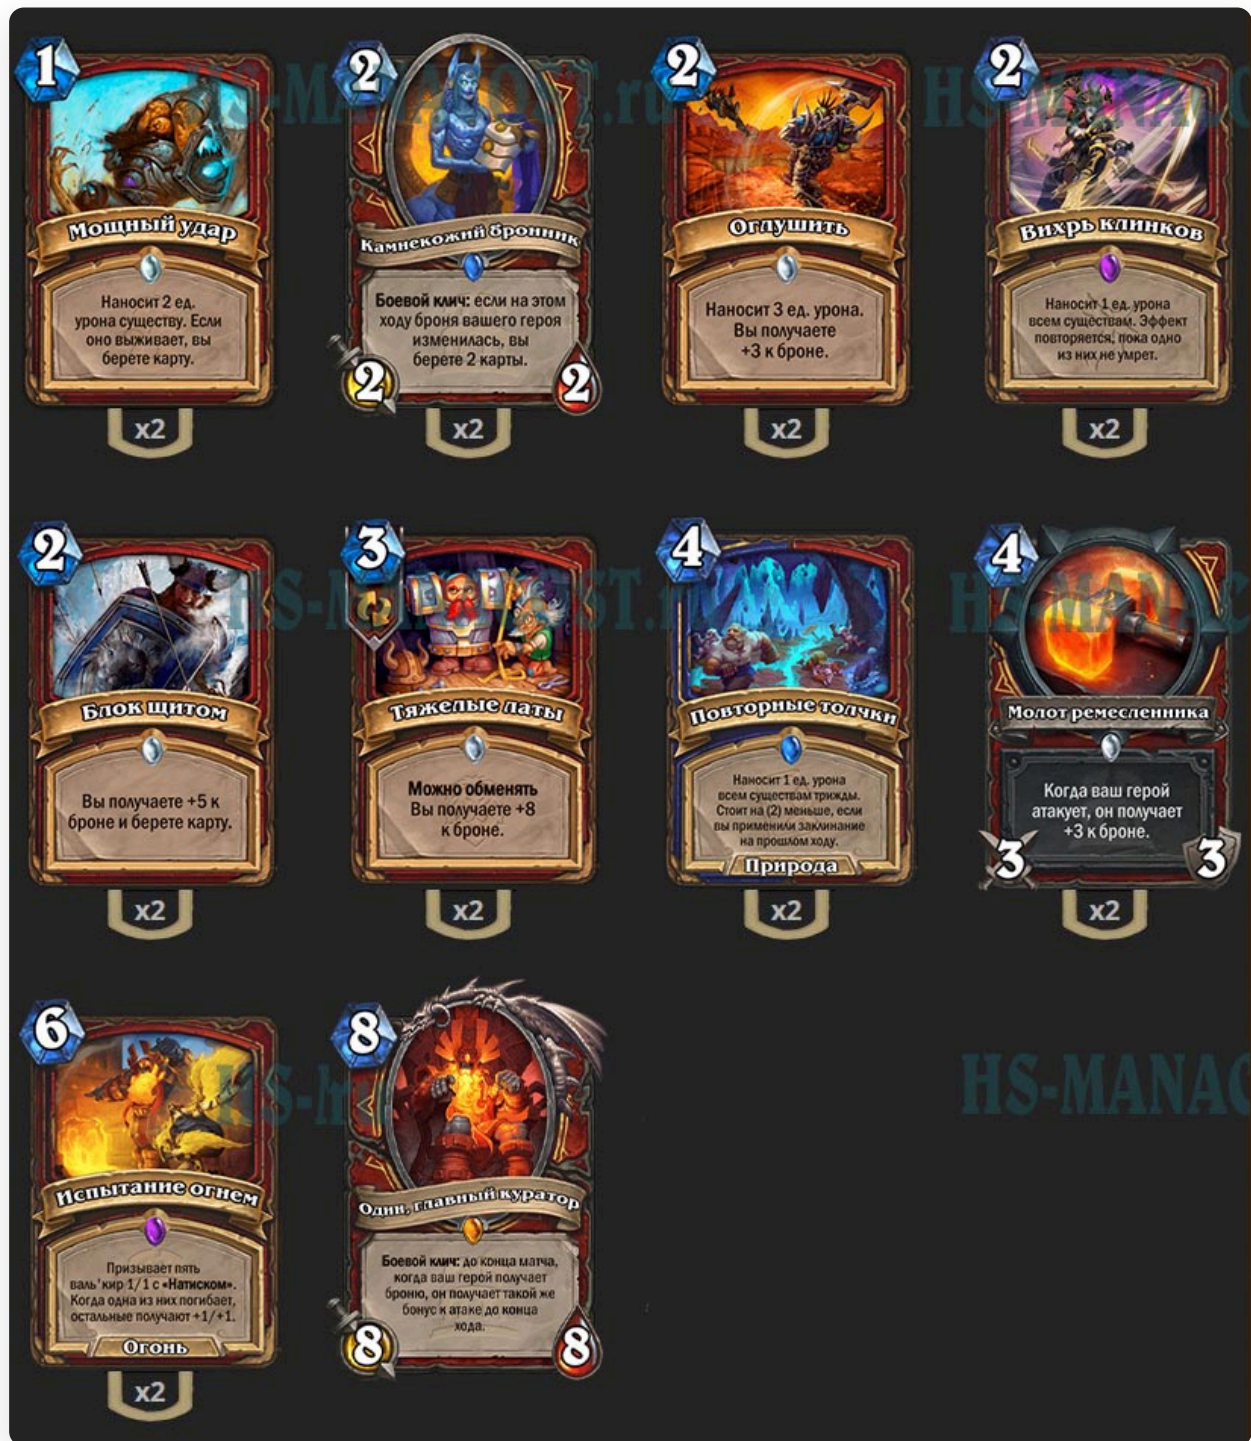 1
Мощный удар
Наносит 2 ед.
урона существу. Если
оно выживает, вы
берете карту.
x2
2
Камнекожий бронник
Боевой клич: если на этом
ходу броня вашего героя
изменилась, вы
берете 2 карты.
2
2
x2
2
Оглушить
Наносит 3 ед. урона.
Вы получаете
+3 к броне.
x2
2
Вихрь клинков
Наносит 1 ед. урона
всем существам. Эффект
повторяется, пока одно
из них не умрет.
x2
2
Блок щитом
Вы получаете +5 к
броне и берете карту.
x2
3
Тяжелые латы
Можно обменять
Вы получаете +8
к броне.
x2
4
Повторные толчки
Наносит 1 ед. урона
всем существам трижды.
Стоит на (2) меньше, если
вы применили заклинание
на прошлом ходу.
Природа
x2
4
Молот ремесленника
Когда ваш герой
атакует, он получает
+3 к броне.
3
3
x2
6
Испытание огнем
Призывает пять
валь'кир 1/1 с «Натиском».
Когда одна из них погибает,
остальные получают +1/+1.
Огонь
x2
8
Один, главный куратор
Боевой клич: до конца матча,
когда ваш герой получает
броню, он получает такой же
бонус к атаке до конца
хода.
8
8
HS-MANAC